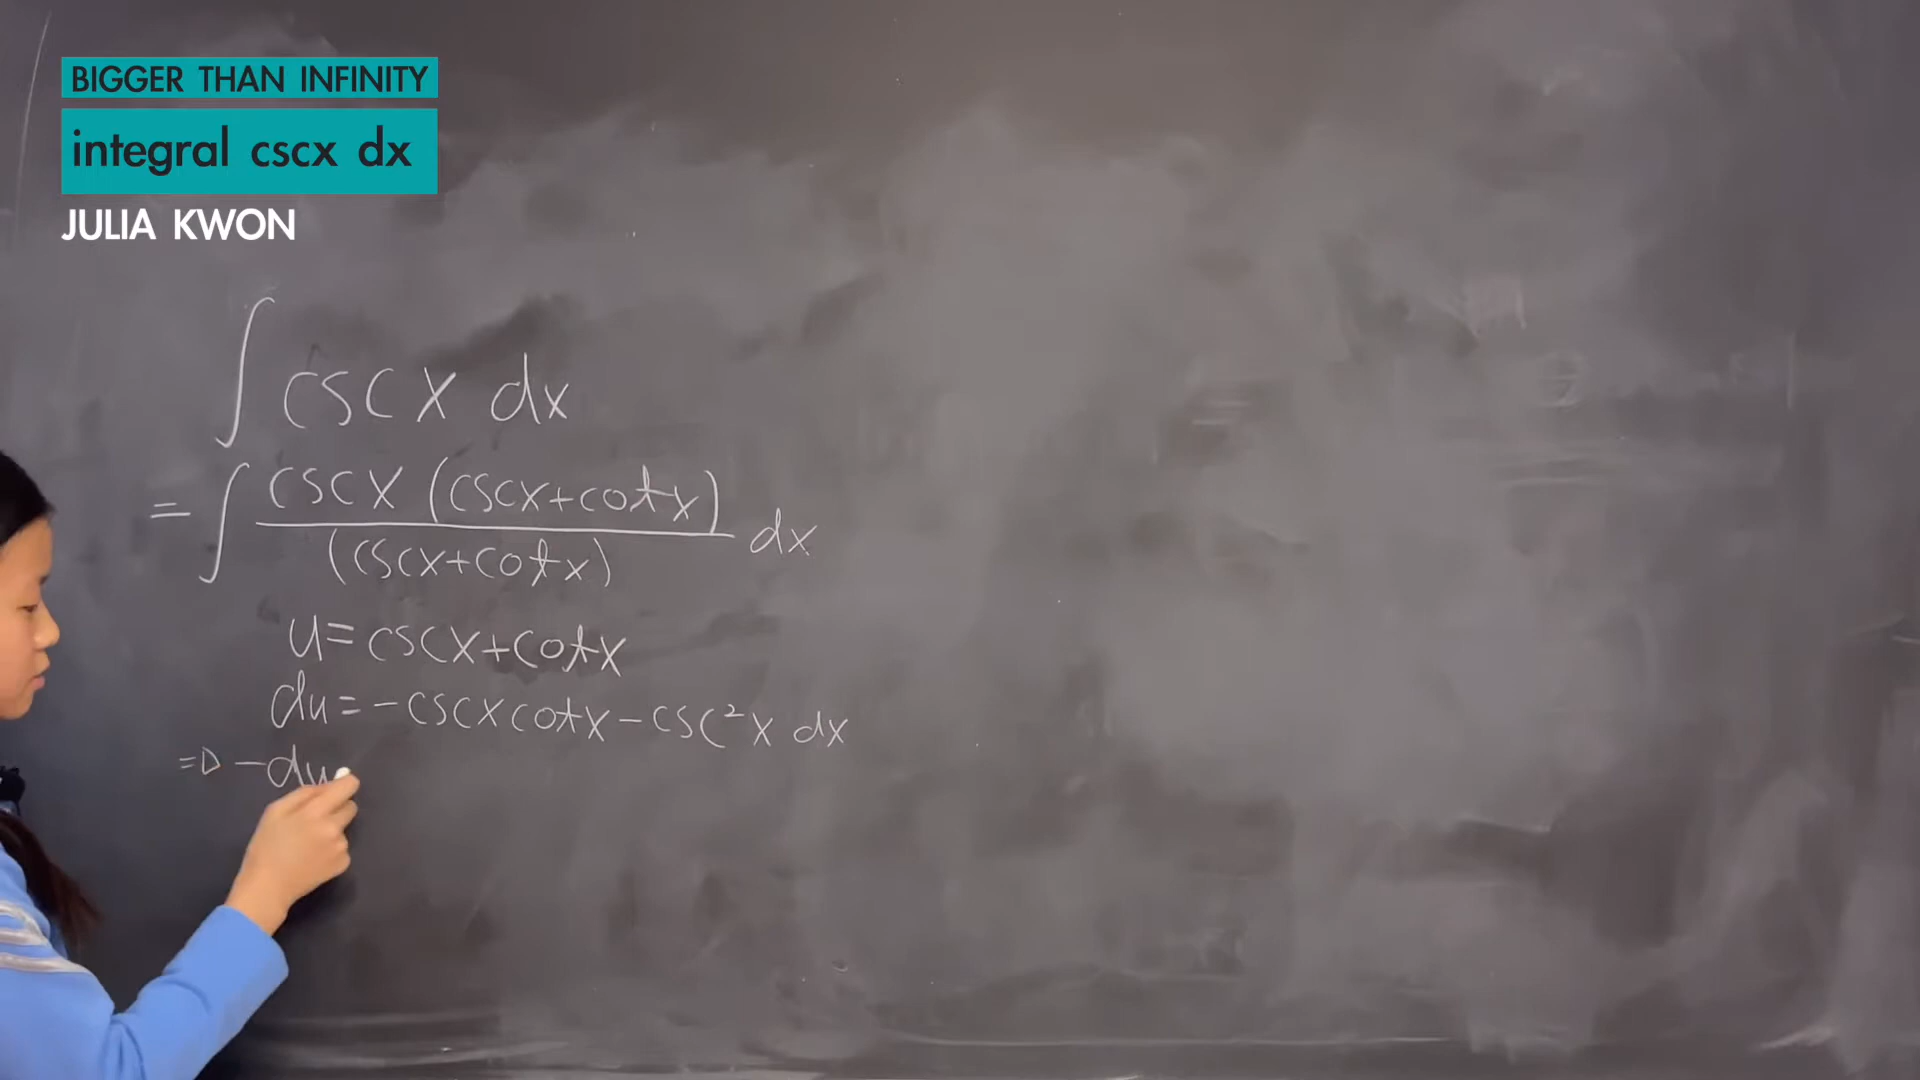 BIGGER THAN INFINITY
integral cscx dx
JULIA KWON
∫ cscx dx
= ∫ cscx (cscx+cotx) / (cscx+cotx) dx
u=cscx+cotx
du=-cscxcotx-csc²x dx
⇒ -du